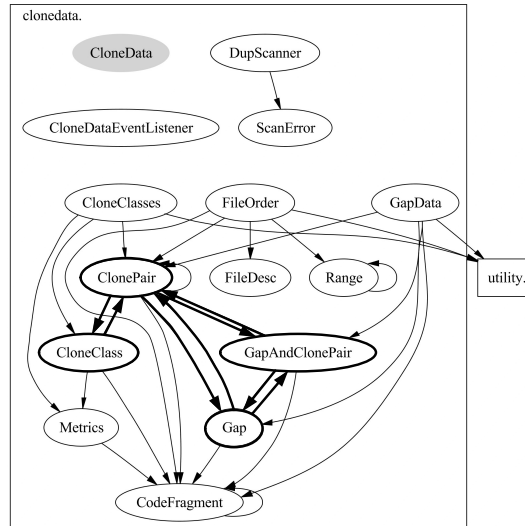 clonedata.
CloneData
DupScanner
CloneDataEventListener
ScanError
CloneClasses
FileOrder
GapData
ClonePair
FileDesc
Range
utility.
CloneClass
GapAndClonePair
Metrics
Gap
CodeFragment